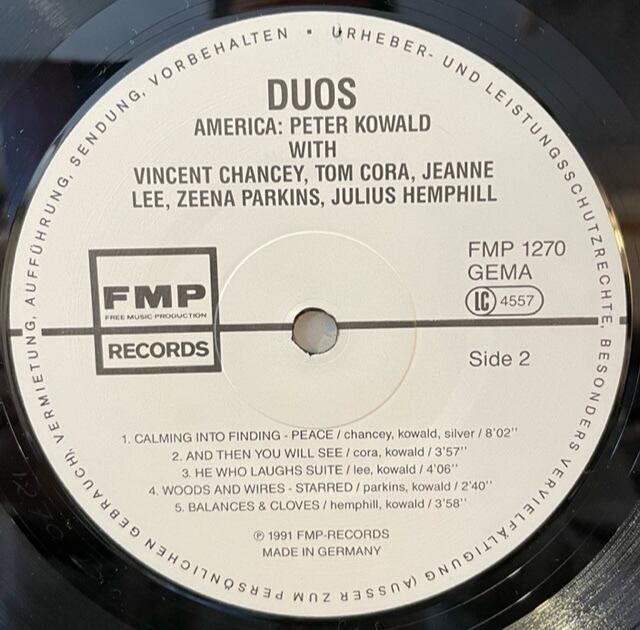 URHEBER- UND LEISTUNGSSCHUTZRECHTE, BESONDERS VERVIELFÄLTIGUNG (AUSSER ZUM PERSÖNLICHEN GEBRAUCH), VERMIETUNG, AUFFÜHRUNG, SENDUNG, VORBEHALTEN •
DUOS
AMERICA: PETER KOWALD
WITH
VINCENT CHANCEY, TOM CORA, JEANNE
LEE, ZEENA PARKINS, JULIUS HEMPHILL
FMP
FREE MUSIC PRODUCTION
RECORDS
FMP 1270
GEMA
LC 4557
Side 2
1. CALMING INTO FINDING - PEACE / chancey, kowald, silver / 8'02''
2. AND THEN YOU WILL SEE / cora, kowald / 3'57''
3. HE WHO LAUGHS SUITE / lee, kowald / 4'06''
4. WOODS AND WIRES - STARRED / parkins, kowald / 2'40''
5. BALANCES & CLOVES / hemphill, kowald / 3'58''
℗ 1991 FMP-RECORDS
MADE IN GERMANY